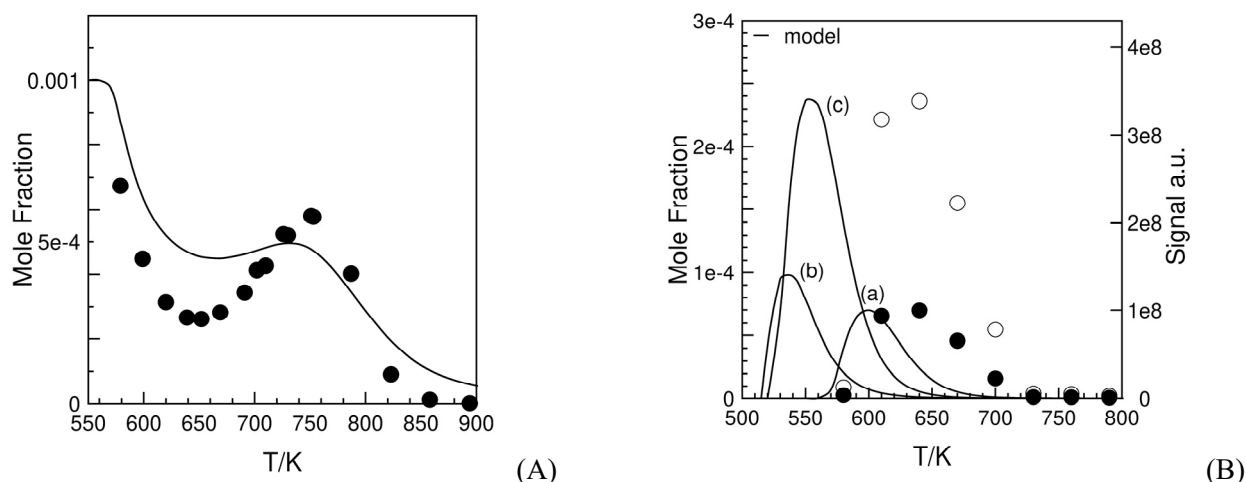 0.001
5e-4
0
Mole Fraction
550 600 650 700 750 800 850 900
T/K
(A)
3e-4
2e-4
1e-4
0
Mole Fraction
— model
(c)
(b)
(a)
4e8
3e8
2e8
1e8
0
Signal a.u.
500 550 600 650 700 750 800
T/K
(B)